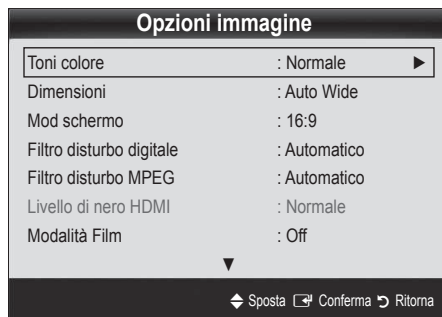 Opzioni immagine
Toni colore : Normale ►
Dimensioni : Auto Wide
Mod schermo : 16:9
Filtro disturbo digitale : Automatico
Filtro disturbo MPEG : Automatico
Livello di nero HDMI : Normale
Modalità Film : Off
▼
Sposta Conferma Ritorna